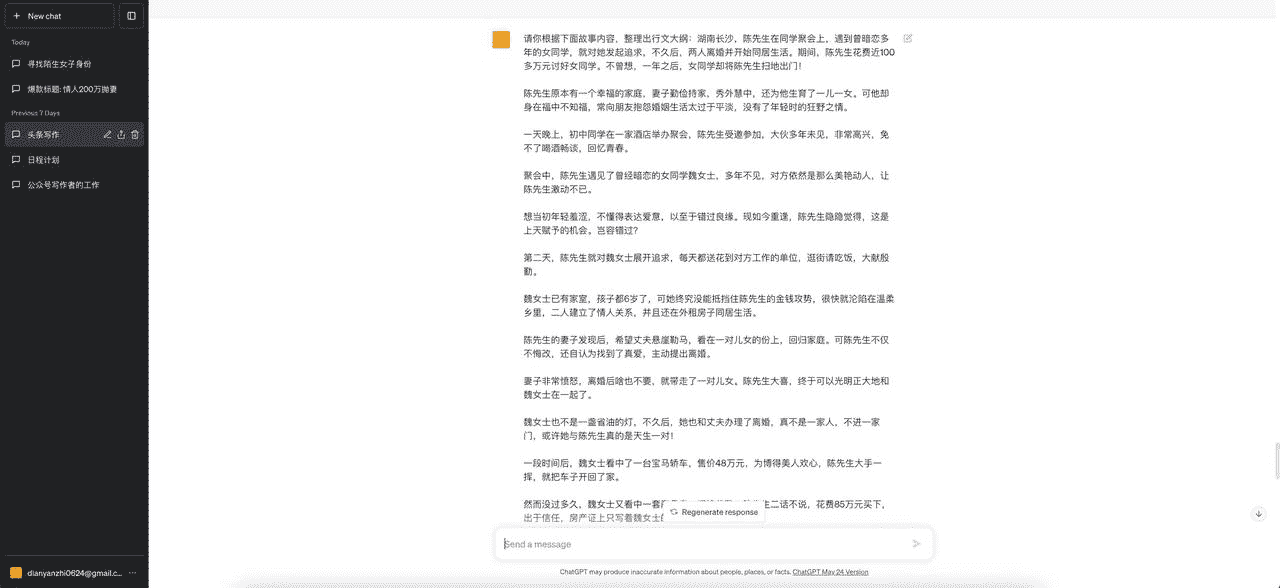 New chat
Today
寻找陌生女子身份
爆款标题: 情人200万抛妻
Previous 7 Days
头条写作
日程计划
公众号写作者的工作
dianyanzhi0624@gmail.c...
请你根据下面故事内容，整理出行文大纲：湖南长沙，陈先生在同学聚会上，遇到曾暗恋多
年的女同学，就对她发起追求，不久后，两人离婚并开始同居生活。期间，陈先生花费近100
多万元讨好女同学。不曾想，一年之后，女同学却将陈先生扫地出门！
陈先生原本有一个幸福的家庭，妻子勤俭持家，秀外慧中，还为他生育了一儿一女。可他却
身在福中不知福，常向朋友抱怨婚姻生活太过于平淡，没有了年轻时的狂野之情。
一天晚上，初中同学在一家酒店举办聚会，陈先生受邀参加。大伙多年未见，非常高兴，免
不了喝酒畅谈，回忆青春。
聚会中，陈先生遇见了曾经暗恋的女同学魏女士，多年不见，对方依然是那么美艳动人，让
陈先生激动不已。
想当初年轻羞涩，不懂得表达爱意，以至于错过良缘。现如今重逢，陈先生隐隐觉得，这是
上天赋予的机会。岂容错过？
第二天，陈先生就对魏女士展开追求，每天都送花到对方工作的单位，逛街请吃饭，大献殷
勤。
魏女士已有家室，孩子都6岁了，可她终究没能抵挡住陈先生的金钱攻势，很快就沦陷在温柔
乡里，二人建立了情人关系，并且还在外租房子同居生活。
陈先生的妻子发现后，希望丈夫悬崖勒马，看在一对儿女的份上，回归家庭。可陈先生不仅
不悔改，还自认为找到了真爱，主动提出离婚。
妻子非常愤怒，离婚后啥也不要，就带走了一对儿女。陈先生大喜，终于可以光明正大地和
魏女士在一起了。
魏女士也不是一盏省油的灯，不久后，她也和丈夫办理了离婚，真不是一家人，不进一家
门，或许她与陈先生真的是天生一对！
一段时间后，魏女士看中了一台宝马轿车，售价48万元，为博得美人欢心，陈先生大手一
挥，就把车子开回了家。
然而没过多久，魏女士又看中一套 二话不说，花费85万元买下，
出于信任，房产证上只写着魏女士
Regenerate response
Send a message
ChatGPT may produce inaccurate information about people, places, or facts. ChatGPT May 24 Version